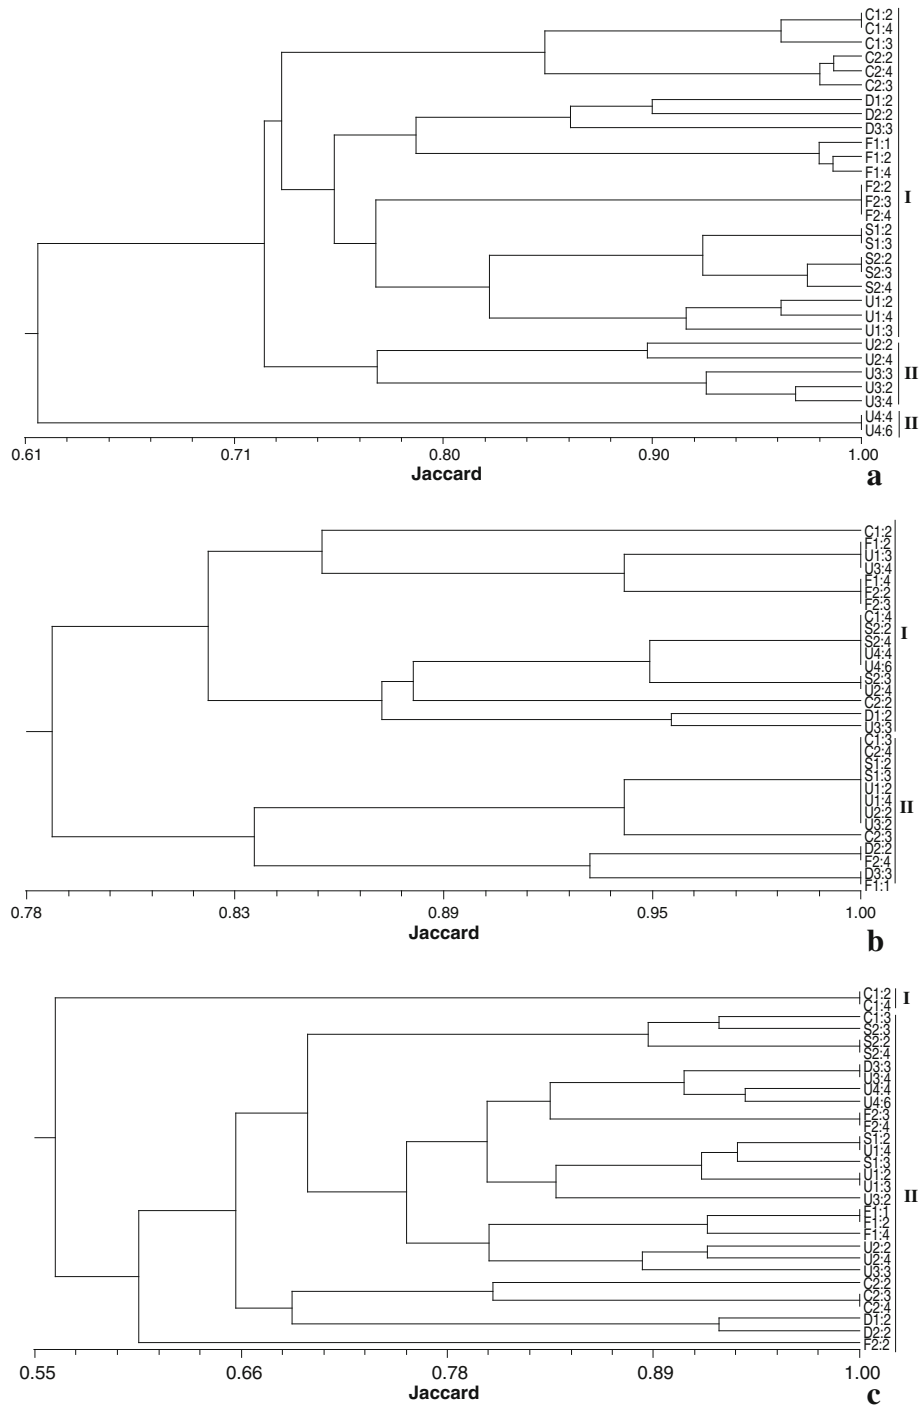 C1:2
C1:4
C1:3
C2:2
C2:4
C2:3
D1:2
D2:2
D3:3
F1:1
F1:2
F1:4
F2:2
F2:3
F2:4
S1:2
S1:3
S2:2
S2:3
S2:4
U1:2
U1:4
U1:3
U2:2
U2:4
U3:3
U3:2
U3:4
U4:4
U4:6
I
II
II
0.61 0.71 0.80 0.90 1.00
Jaccard
a
C1:2
F1:2
U1:3
U3:4
F1:4
F2:2
F2:3
C1:4
S2:2
S2:4
U4:4
U4:6
S2:3
U2:4
C2:2
D1:2
U3:3
C1:3
C2:4
S1:2
S1:3
U1:2
U1:4
U2:2
U3:2
C2:3
D2:2
F2:4
D3:3
F1:1
I
II
0.78 0.83 0.89 0.95 1.00
Jaccard
b
C1:2
C1:4
C1:3
S2:3
S2:2
S2:4
D3:3
U3:4
U4:4
U4:6
F2:3
F2:4
S1:2
U1:4
S1:3
U1:2
U1:3
U3:2
F1:1
F1:2
F1:4
U2:2
U2:4
U3:3
C2:2
C2:3
C2:4
D1:2
D2:2
F2:2
I
II
0.55 0.66 0.78 0.89 1.00
Jaccard
c